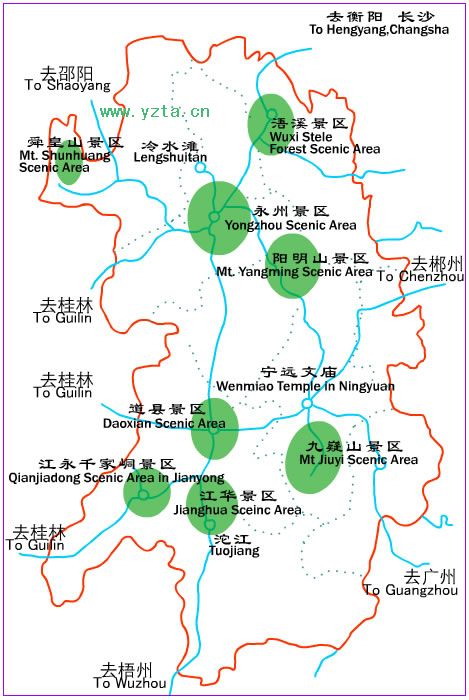 去衡阳 长沙
To Hengyang,Changsha
去邵阳
To Shaoyang
www.yzta.cn
舜皇山景区
Mt. Shunhuang
Scenic Area
冷水滩
Lengshuitan
浯溪景区
Wuxi Stele
Forest Scenic Area
永州景区
Yongzhou Scenic Area
阳明山景区
Mt. Yangming Scenic Area
去郴州
To Chenzhou
去桂林
To Guilin
宁远文庙
Wenmiao Temple in Ningyuan
去桂林
To Guilin
道县景区
Daoxian Scenic Area
九嶷山景区
Mt Jiuyi Scenic Area
江永千家峒景区
Qianjiadong Scenic Area in Jianyong
江华景区
Jianghua Sceinc Area
去桂林
To Guilin
沱江
Tuojiang
去广州
To Guangzhou
去梧州
To Wuzhou